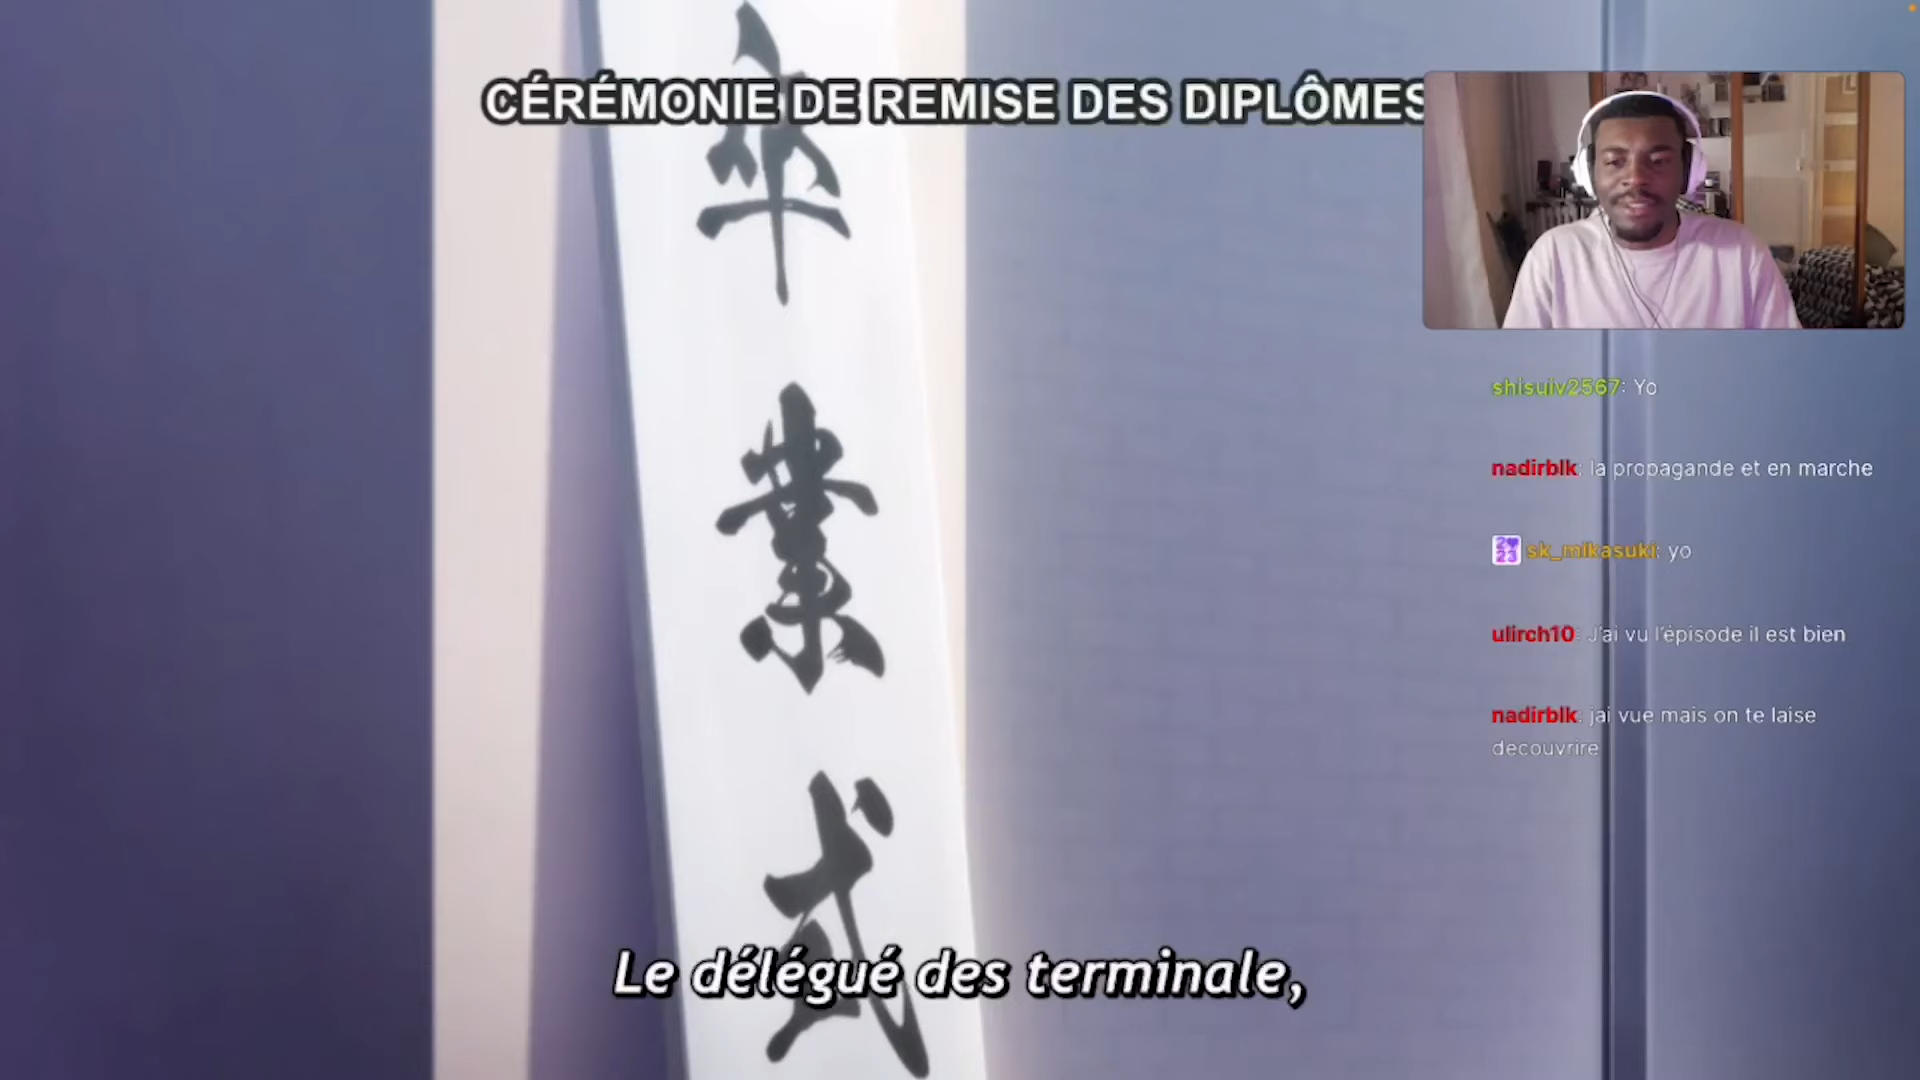 CÉRÉMONIE DE REMISE DES DIPLÔMES
卒業式
shisuiv2567: Yo
nadirblk: la propagande et en marche
sk_mikasuki: yo
ulirch10: J'ai vu l'épisode il est bien
nadirblk: jai vue mais on te laise
decouvrire
Le délégué des terminale,